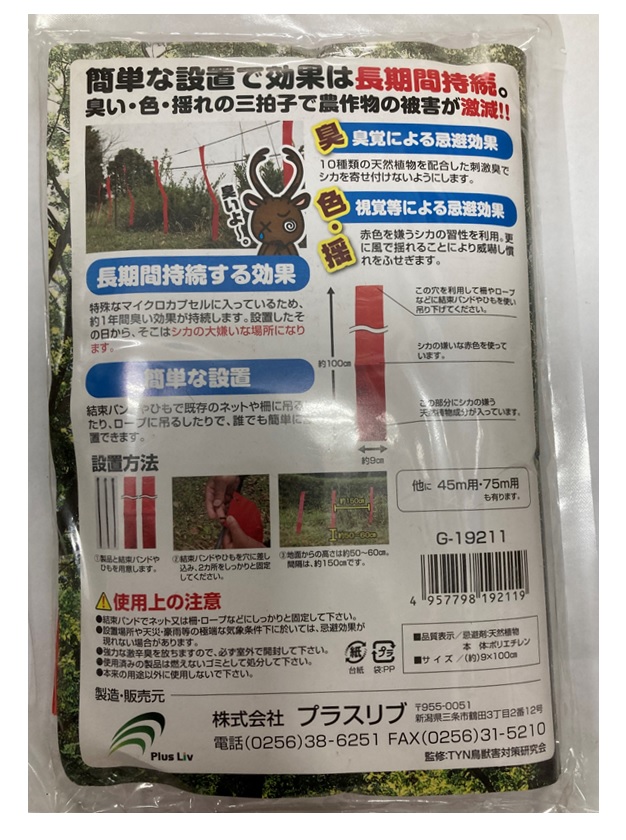 簡単な設置で効果は長期間持続。
臭い・色・揺れの三拍子で農作物の被害が激減!!
臭いよ〜。
臭 臭覚による忌避効果
10種類の天然植物を配合した刺激臭で
シカを寄せ付けないようにします。
色・揺 視覚等による忌避効果
赤色を嫌うシカの習性を利用。更
に風で揺れることにより威嚇し慣
れをふせぎます。
長期間持続する効果
特殊なマイクロカプセルに入っているため、
約1年間臭い効果が持続します。設置したそ
の日から、そこはシカの大嫌いな場所になり
ます。
簡単な設置
結束バンドやひもで既存のネットや柵に吊る
たり、ロープに吊るしたりで、誰でも簡単に
置できます。
この穴を利用して柵やロープ
などに結束バンドやひもを使い
吊り下げてください。
シカの嫌いな赤色を使って
います。
この部分にシカの嫌う
天然植物成分が入っています。
約100cm
約9cm
設置方法
①製品と結束バンドや
ひもを用意します。
②結束バンドやひもを穴に差し
込み、2カ所をしっかりと固定
してください。
約150cm
約50〜60cm
③地面からの高さは約50〜60cm。
間隔は、約150cmです。
他に 45m用・75m用
も有ります。
G-19211
4 957798 192119
使用上の注意
●結束バンドでネット又は柵・ロープなどにしっかりと固定して下さい。
●設置場所や天災・豪雨等の極端な気象条件下に於いては、忌避効果が
現れない場合があります。
●強力な激辛臭を放ちますので、必ず室外で開封して下さい。
●使用済みの製品は燃えないゴミとして処分して下さい。
●本来の用途以外に使用しないで下さい。
紙 プラ
台紙 袋:PP
■品質表示/忌避剤:天然植物
本 体:ポリエチレン
■サイズ/(約)9×100cm
製造・販売元
Plus Liv
株式会社 プラスリブ
〒955-0051
新潟県三条市鶴田3丁目2番12号
電話(0256)38-6251 FAX(0256)31-5210
監修:TYN鳥獣害対策研究会